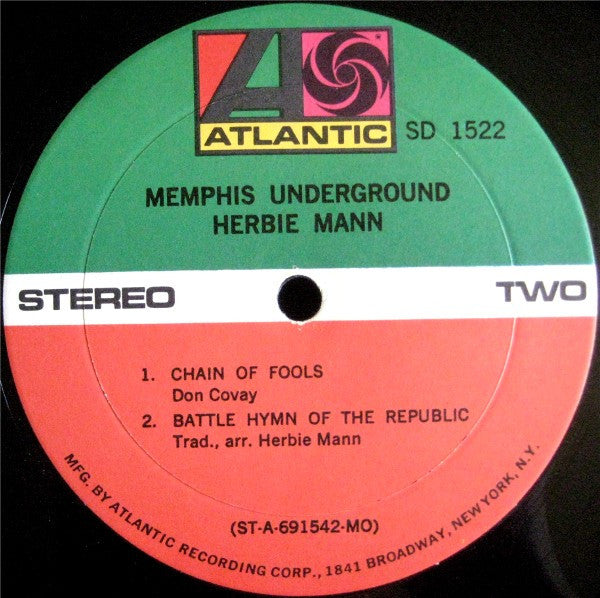 ATLANTIC
SD 1522
MEMPHIS UNDERGROUND
HERBIE MANN
STEREO
TWO
1. CHAIN OF FOOLS
Don Covay
2. BATTLE HYMN OF THE REPUBLIC
Trad., arr. Herbie Mann
(ST-A-691542-MO)
MFG. BY ATLANTIC RECORDING CORP., 1841 BROADWAY, NEW YORK, N.Y.